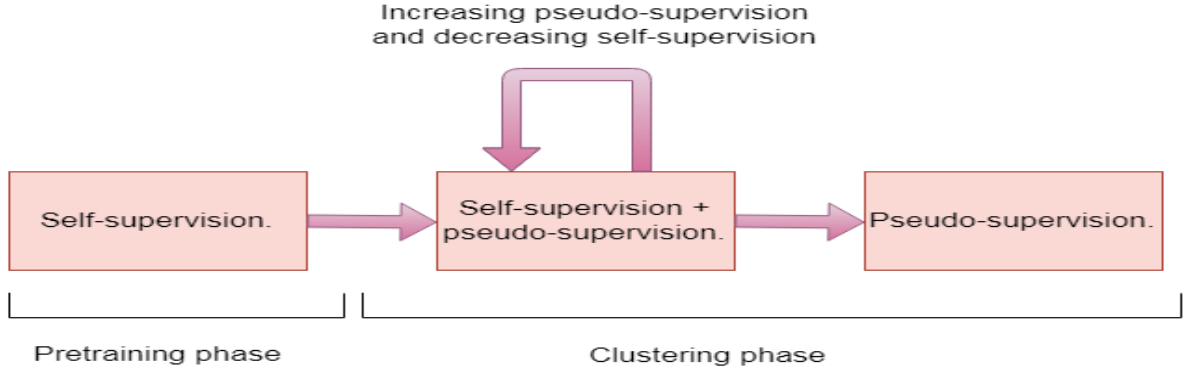 Increasing pseudo-supervision
and decreasing self-supervision
Self-supervision.
Self-supervision +
pseudo-supervision.
Pseudo-supervision.
Pretraining phase
Clustering phase